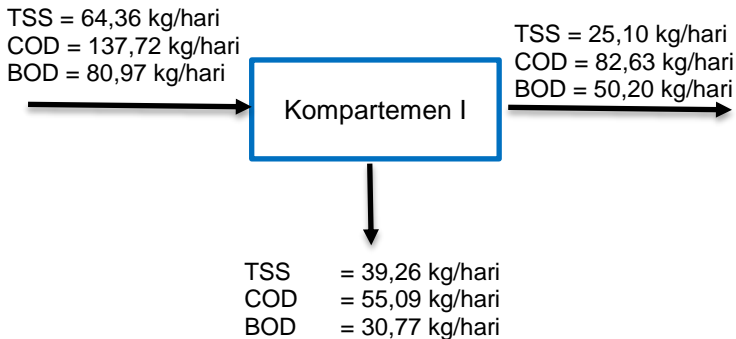 TSS = 64,36 kg/hari
COD = 137,72 kg/hari
BOD = 80,97 kg/hari
Kompartemen I
TSS = 25,10 kg/hari
COD = 82,63 kg/hari
BOD = 50,20 kg/hari
TSS = 39,26 kg/hari
COD = 55,09 kg/hari
BOD = 30,77 kg/hari